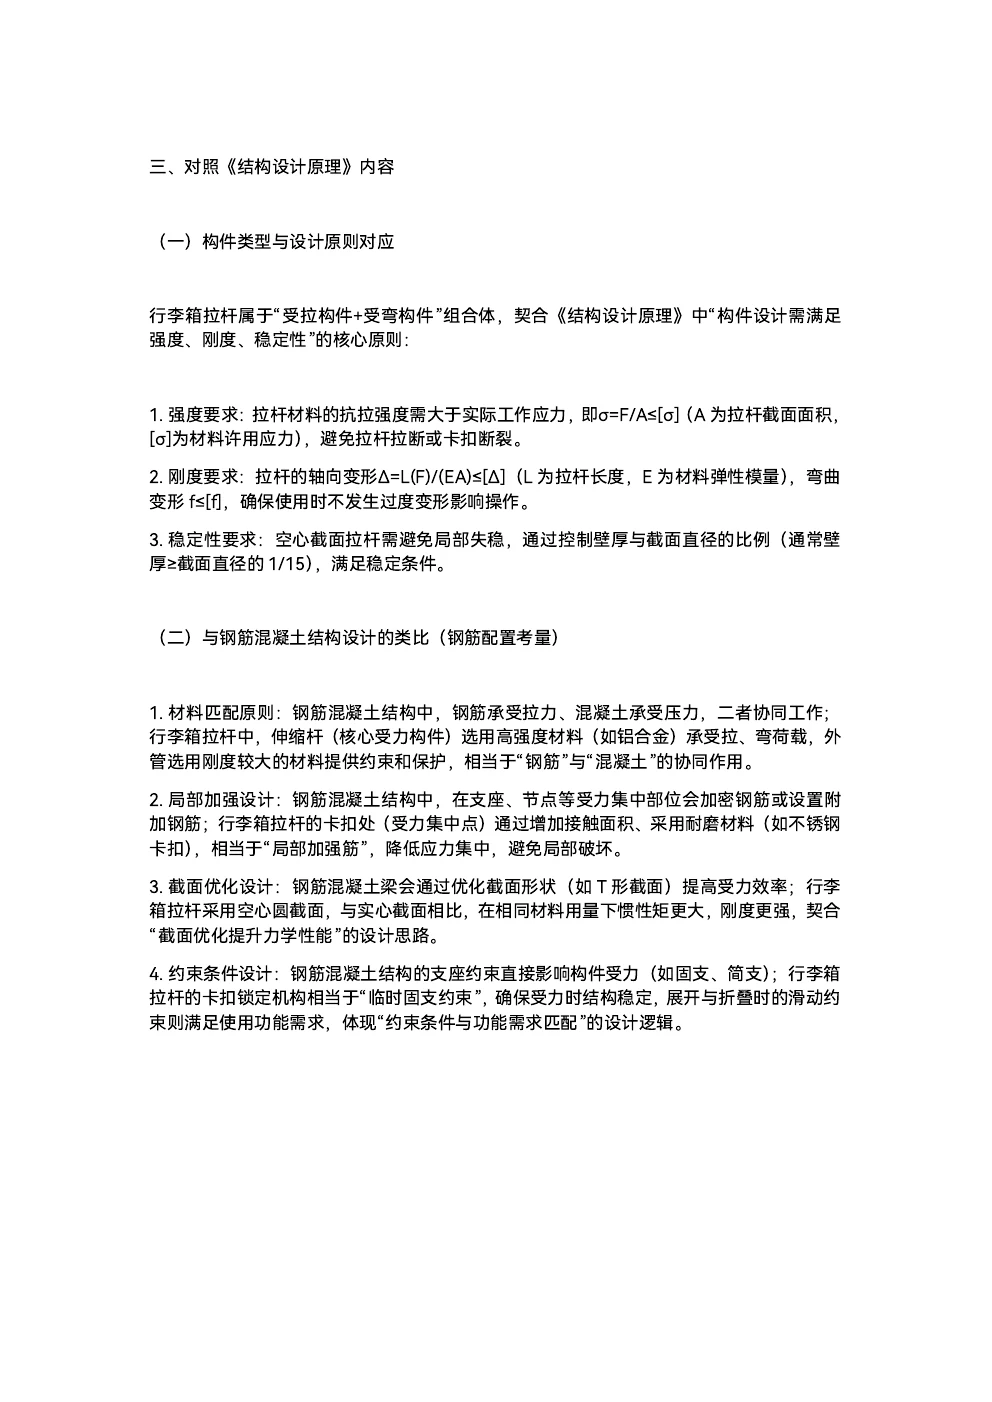 三、对照《结构设计原理》内容
（一）构件类型与设计原则对应
行李箱拉杆属于“受拉构件+受弯构件”组合体，契合《结构设计原理》中“构件设计需满足
强度、刚度、稳定性”的核心原则：
1. 强度要求：拉杆材料的抗拉强度需大于实际工作应力，即σ=F/A≤[σ]（A 为拉杆截面面积，
[σ]为材料许用应力），避免拉杆拉断或卡扣断裂。
2. 刚度要求：拉杆的轴向变形Δ=L(F)/(EA)≤[Δ]（L 为拉杆长度，E 为材料弹性模量），弯曲
变形 f≤[f]，确保使用时不发生过度变形影响操作。
3. 稳定性要求：空心截面拉杆需避免局部失稳，通过控制壁厚与截面直径的比例（通常壁
厚≥截面直径的 1/15），满足稳定条件。
（二）与钢筋混凝土结构设计的类比（钢筋配置考量）
1. 材料匹配原则：钢筋混凝土结构中，钢筋承受拉力、混凝土承受压力，二者协同工作；
行李箱拉杆中，伸缩杆（核心受力构件）选用高强度材料（如铝合金）承受拉、弯荷载，外
管选用刚度较大的材料提供约束和保护，相当于“钢筋”与“混凝土”的协同作用。
2. 局部加强设计：钢筋混凝土结构中，在支座、节点等受力集中部位会加密钢筋或设置附
加钢筋；行李箱拉杆的卡扣处（受力集中点）通过增加接触面积、采用耐磨材料（如不锈钢
卡扣），相当于“局部加强筋”，降低应力集中，避免局部破坏。
3. 截面优化设计：钢筋混凝土梁会通过优化截面形状（如 T 形截面）提高受力效率；行李
箱拉杆采用空心圆截面，与实心截面相比，在相同材料用量下惯性矩更大，刚度更强，契合
“截面优化提升力学性能”的设计思路。
4. 约束条件设计：钢筋混凝土结构的支座约束直接影响构件受力（如固支、简支）；行李箱
拉杆的卡扣锁定机构相当于“临时固支约束”，确保受力时结构稳定，展开与折叠时的滑动约
束则满足使用功能需求，体现“约束条件与功能需求匹配”的设计逻辑。